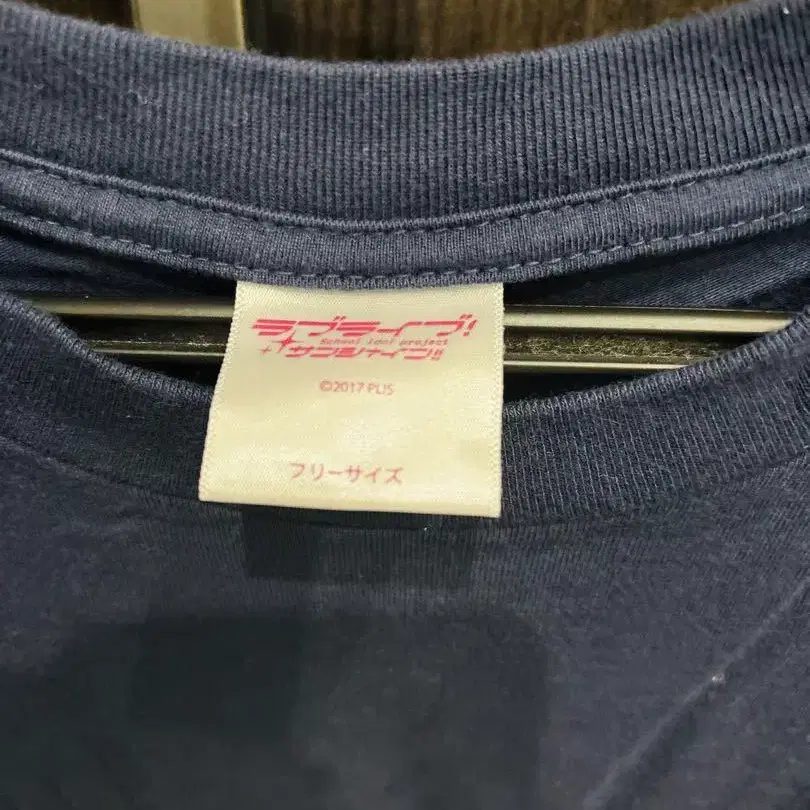 ラブライブ!
School idol project
サンシャイン!!
©2017 PLIS
フリーサイズ